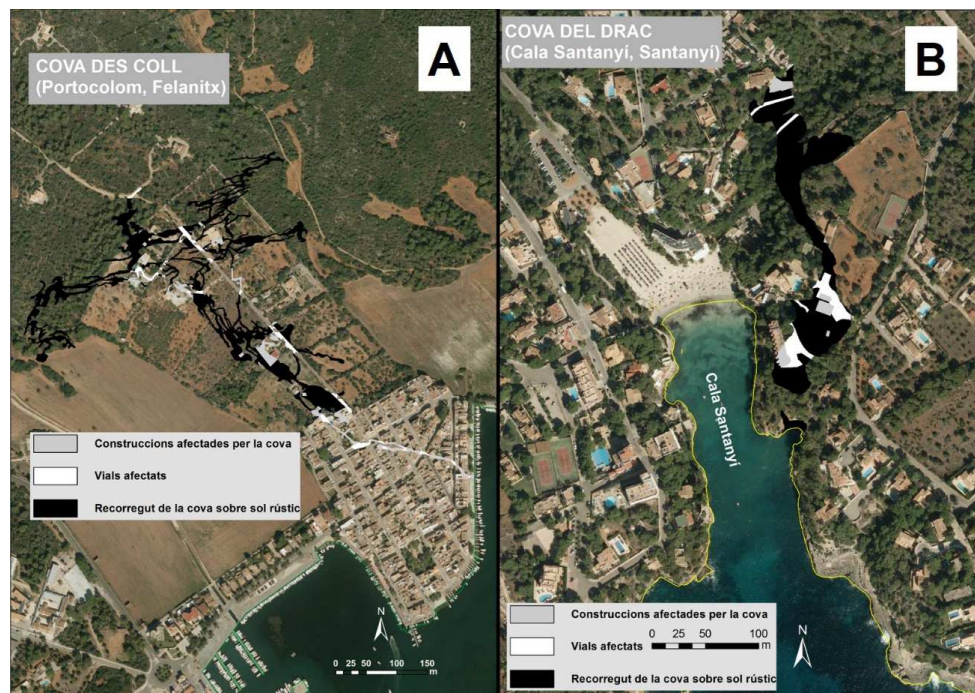 COVA DES COLL
(Portocolom, Felanitx)
A
Construccions afectades per la cova
Vials afectats
Recorregut de la cova sobre sol rústic
N
0 25 50 100 150
m
COVA DEL DRAC
(Cala Santanyí, Santanyí)
B
Cala Santanyí
Construccions afectades per la cova
Vials afectats
Recorregut de la cova sobre sol rústic
0 25 50 100
m
N